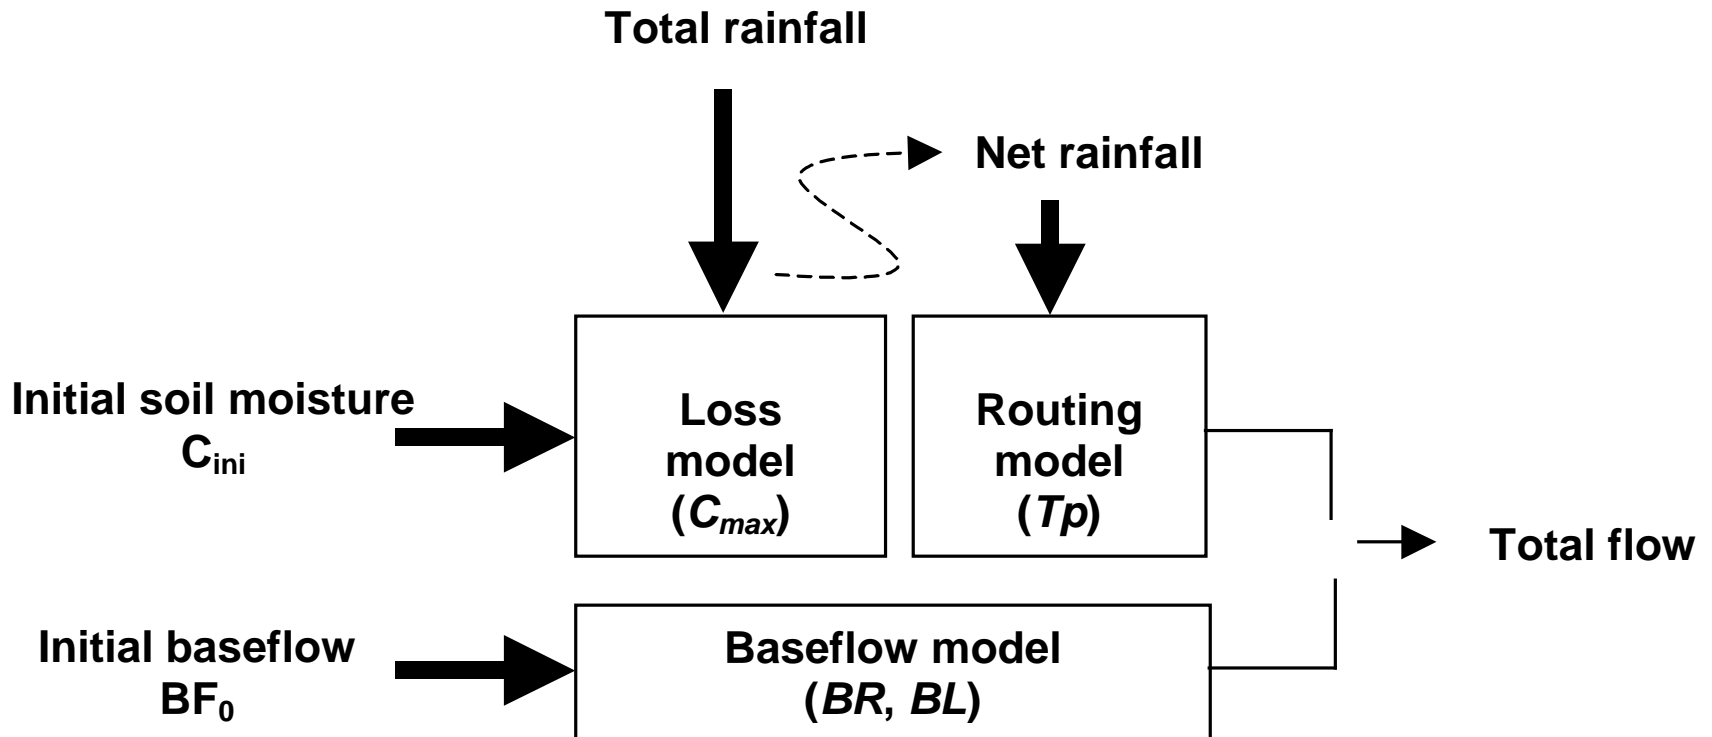 Total rainfall
Net rainfall
Initial soil moisture
C_ini
Loss
model
(C_max)
Routing
model
(Tp)
Total flow
Initial baseflow
BF_0
Baseflow model
(BR, BL)